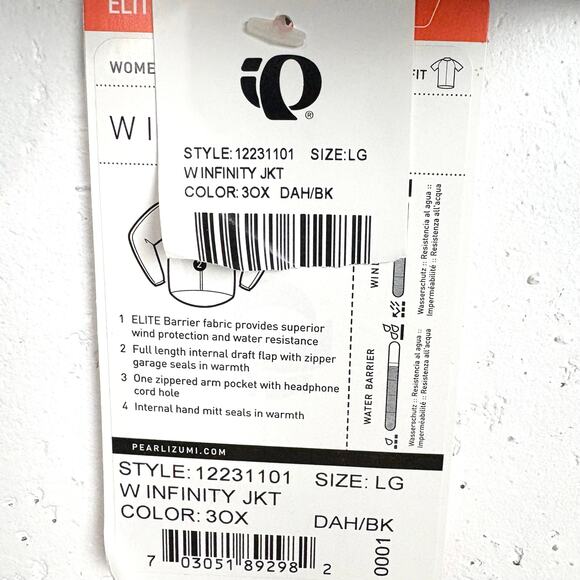 ELIT
WOME
FIT
W I
iQ®
STYLE:12231101 SIZE:LG
W INFINITY JKT
COLOR:3OX DAH/BK
2
WIN
Wasserschutz :: Resistencia al agua ::
Imperméabilité :: Resistenza all'acqua
1 ELITE Barrier fabric provides superior
wind protection and water resistance
2 Full length internal draft flap with zipper
garage seals in warmth
3 One zippered arm pocket with headphone
cord hole
4 Internal hand mitt seals in warmth
WATER BARRIER
Wasserschutz :: Resistencia al agua ::
Imperméabilité :: Resistenza all'acqua
PEARLIZUMI.COM
STYLE:12231101 SIZE: LG
W INFINITY JKT
COLOR:3OX DAH/BK
7 03051 89298 2
0001